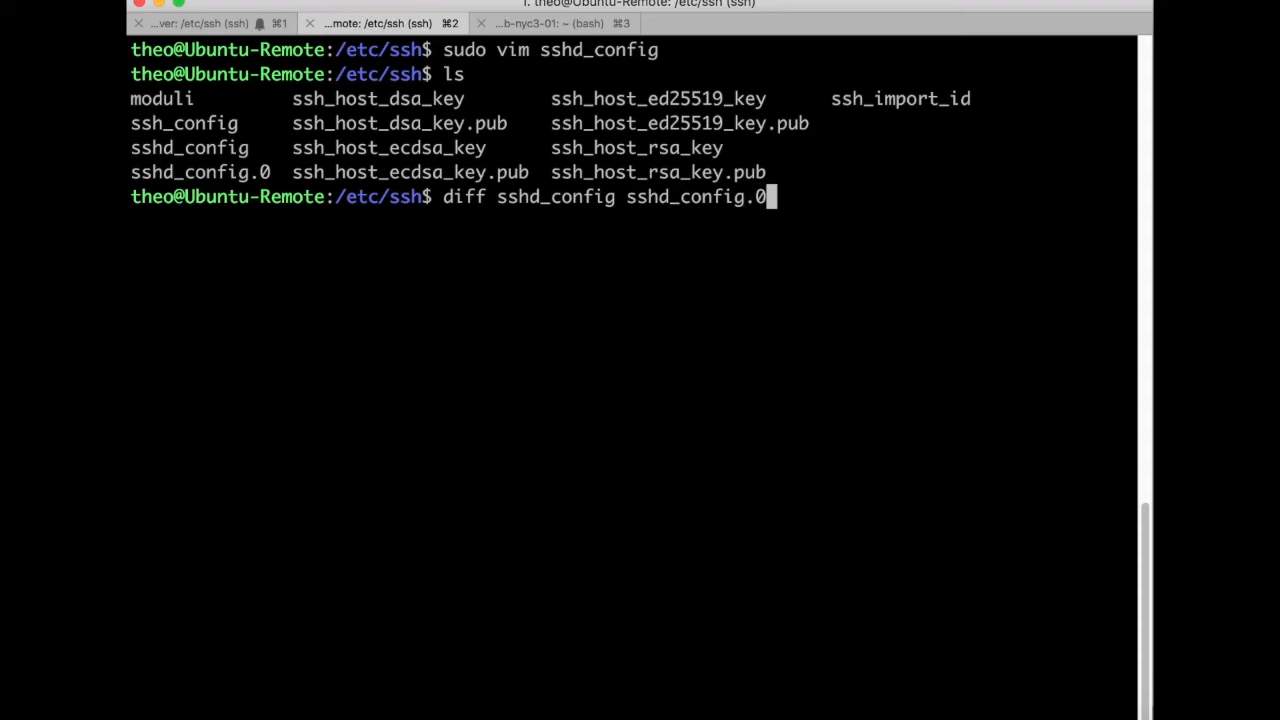 1. theo@Ubuntu-Remote: /etc/ssh (ssh)
...ver: /etc/ssh (ssh) ⌘1 ...mote: /etc/ssh (ssh) ⌘2 ...b-nyc3-01: ~ (bash) ⌘3
theo@Ubuntu-Remote:/etc/ssh$ sudo vim sshd_config
theo@Ubuntu-Remote:/etc/ssh$ ls
moduli ssh_host_dsa_key ssh_host_ed25519_key ssh_import_id
ssh_config ssh_host_dsa_key.pub ssh_host_ed25519_key.pub
sshd_config ssh_host_ecdsa_key ssh_host_rsa_key
sshd_config.0 ssh_host_ecdsa_key.pub ssh_host_rsa_key.pub
theo@Ubuntu-Remote:/etc/ssh$ diff sshd_config sshd_config.0